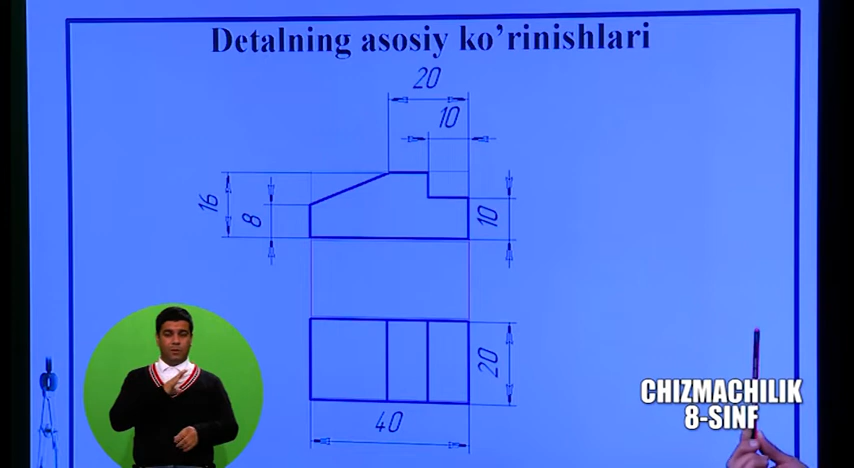 Detalning asosiy ko’rinishlari
20
10
16
8
10
20
40
CHIZMACHILIK
8-SINF